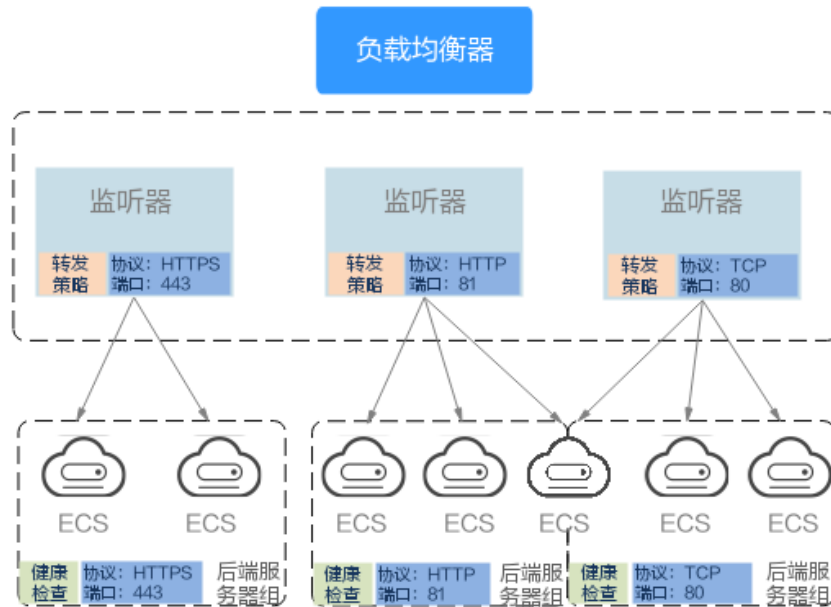 负载均衡器
监听器
转发
策略
协议：HTTPS
端口：443
监听器
转发
策略
协议：HTTP
端口：81
监听器
转发
策略
协议：TCP
端口：80
ECS
ECS
ECS
ECS
ECS
ECS
ECS
健康
检查
协议：HTTPS
端口：443
后端服
务器组
健康
检查
协议：HTTP
端口：81
后端服
务器组
健康
检查
协议：TCP
端口：80
后端服
务器组